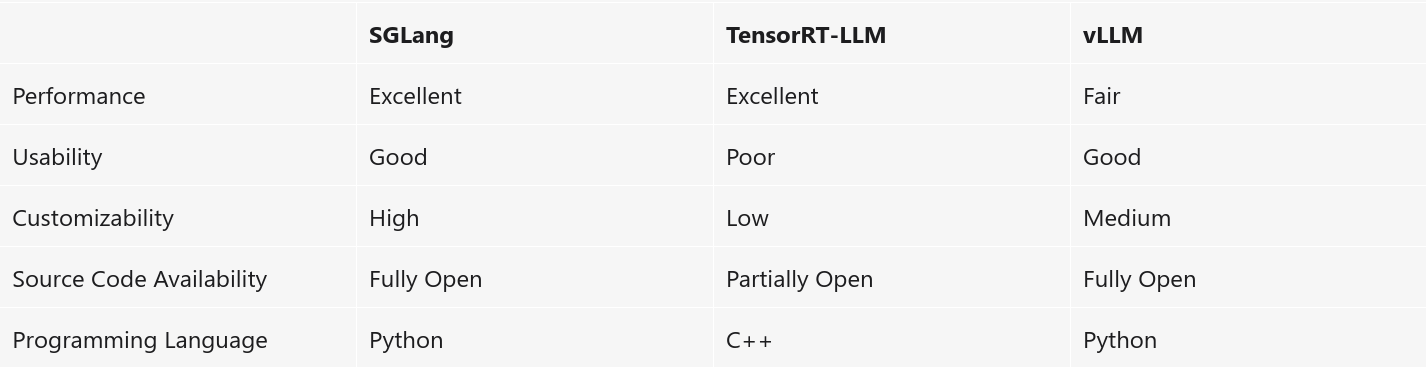 SGLang TensorRT-LLM vLLM
Performance Excellent Excellent Fair
Usability Good Poor Good
Customizability High Low Medium
Source Code Availability Fully Open Partially Open Fully Open
Programming Language Python C++ Python